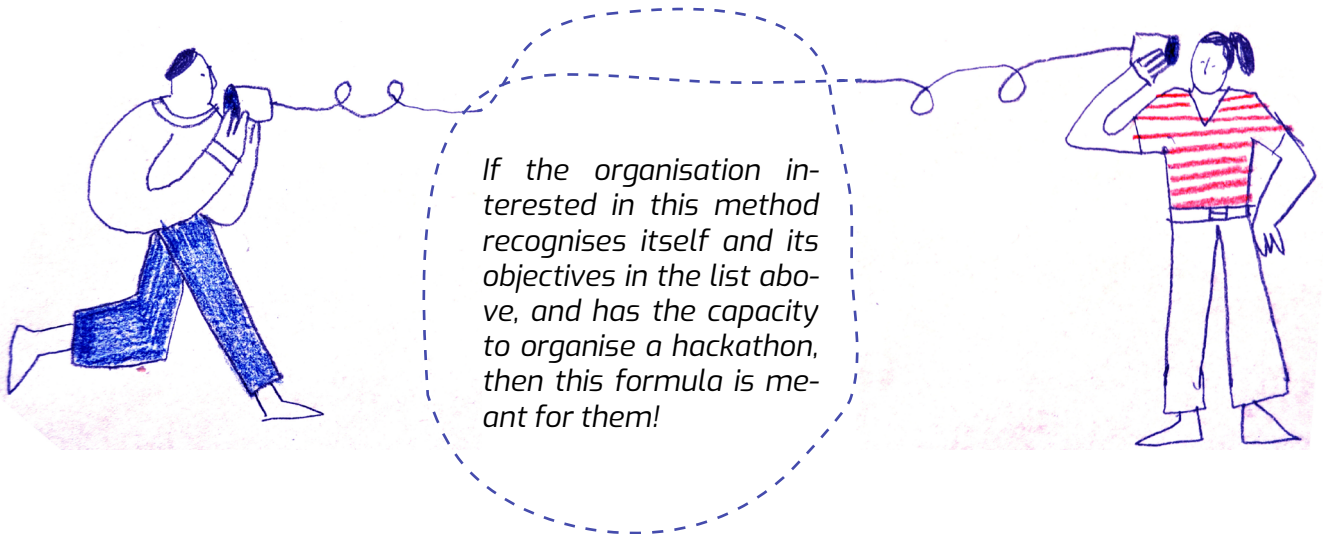 If the organisation in-
terested in this method
recognises itself and its
objectives in the list abo-
ve, and has the capacity
to organise a hackathon,
then this formula is me-
ant for them!